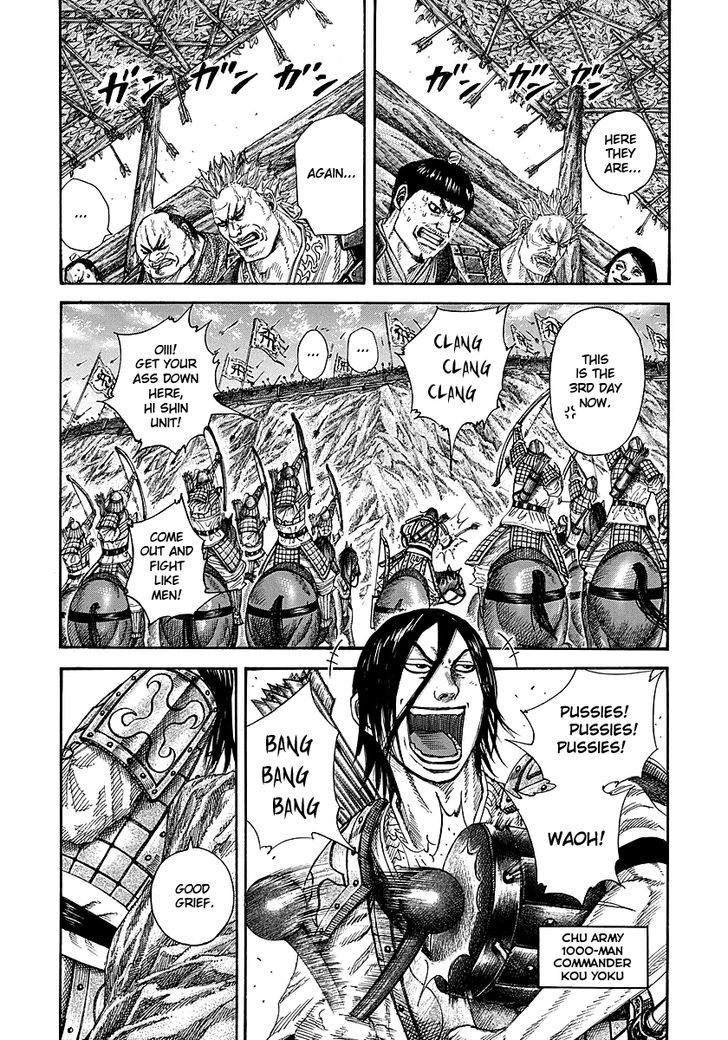 ガン ガン ガン
HERE
THEY
ARE...
ガン ガン ガン
AGAIN...
...
THIS
IS THE
3RD DAY
NOW.
CLANG
CLANG
CLANG
...
...
OIII!
GET YOUR
ASS DOWN
HERE,
HI SHIN
UNIT!
COME
OUT AND
FIGHT
LIKE
MEN!
PUSSIES!
PUSSIES!
PUSSIES!
WAOH!
BANG
BANG
BANG
CHU ARMY
1000-MAN
COMMANDER
KOU YOKU
GOOD
GRIEF.